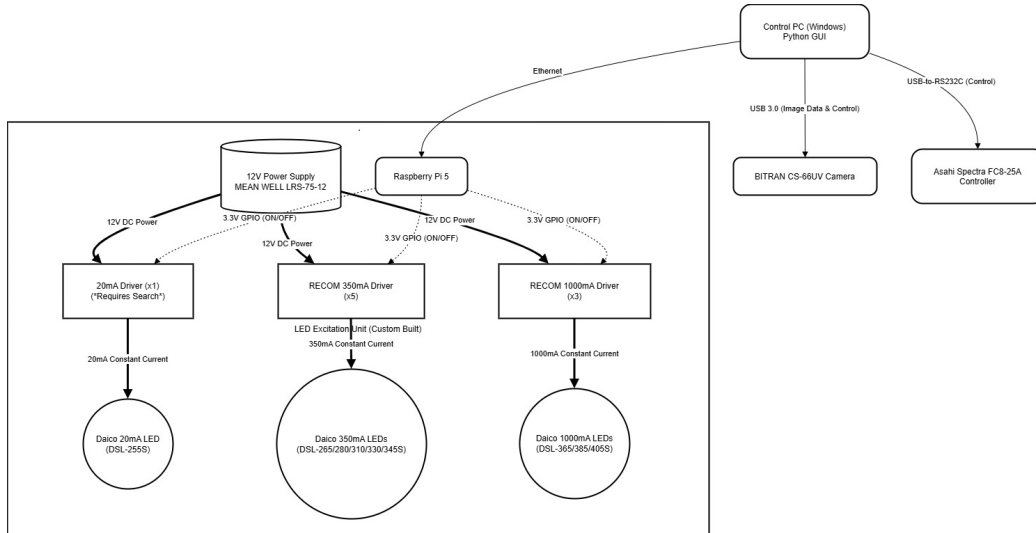 Control PC (Windows)
Python GUI
Ethernet
USB 3.0 (Image Data & Control)
USB-to-RS232C (Control)
12V Power Supply
MEAN WELL LRS-75-12
Raspberry Pi 5
BITRAN CS-66UV Camera
Asahi Spectra FC8-25A
Controller
12V DC Power
3.3V GPIO (ON/OFF)
12V DC Power
3.3V GPIO (ON/OFF)
12V DC Power
3.3V GPIO (ON/OFF)
20mA Driver (x1)
(*Requires Search*)
RECOM 350mA Driver
(x5)
RECOM 1000mA Driver
(x3)
LED Excitation Unit (Custom Built)
20mA Constant Current
350mA Constant Current
1000mA Constant Current
Daico 20mA LED
(DSL-255S)
Daico 350mA LEDs
(DSL-265/280/310/330/345S)
Daico 1000mA LEDs
(DSL-365/385/405S)